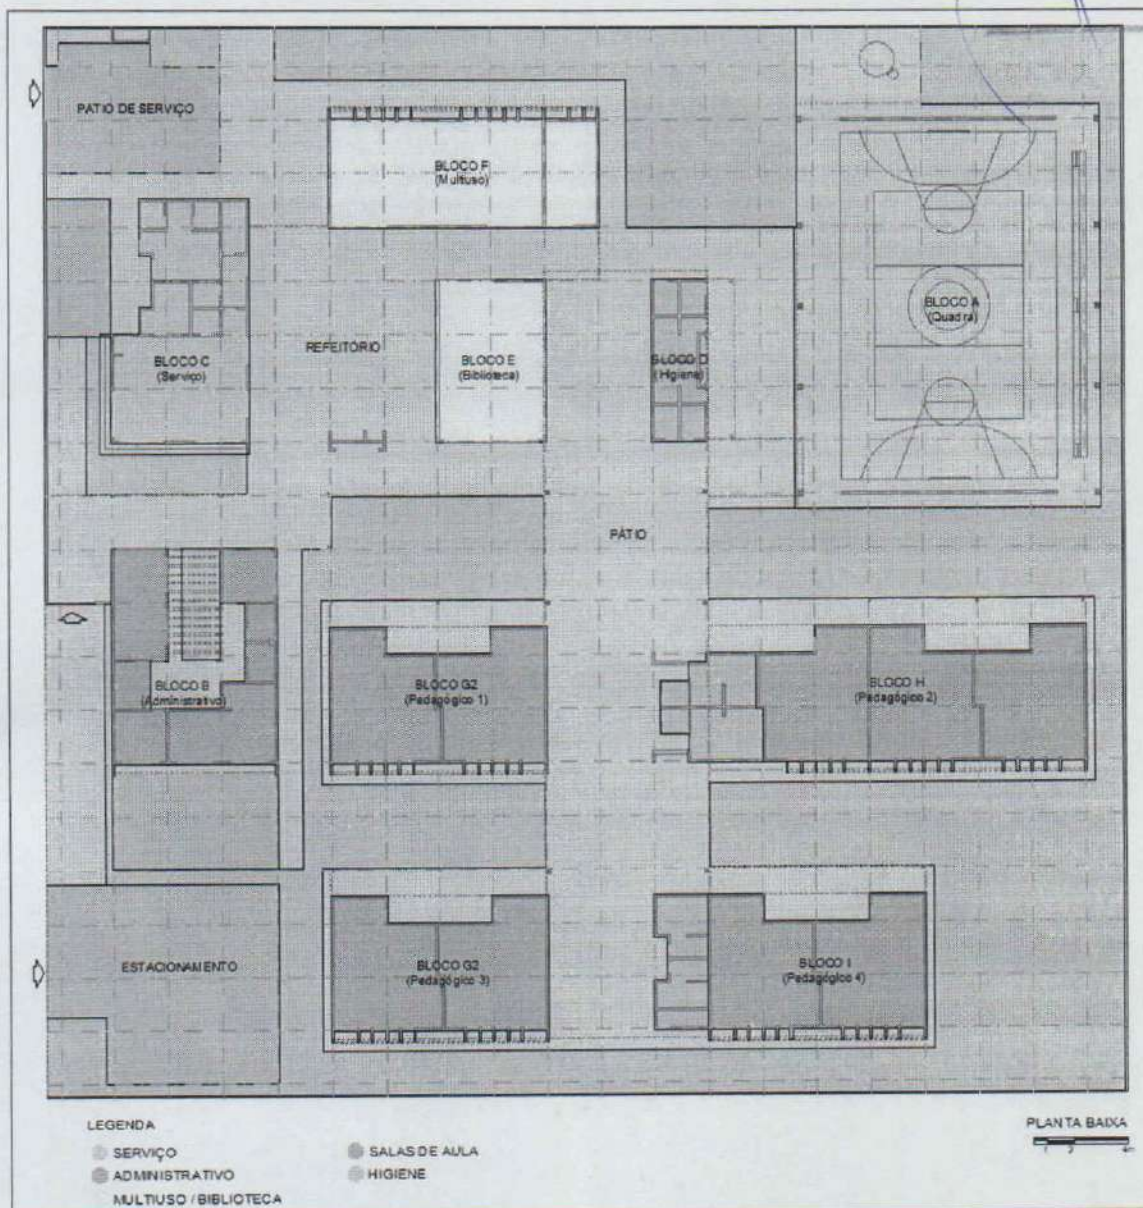 PATIO DE SERVIÇO
BLOCO F
(Multiuso)
BLOCO A
(Quadra)
BLOCO C
(Serviço)
REFEITÓRIO
BLOCO E
(Biblioteca)
BLOCO D
(Higiene)
PÁTIO
BLOCO B
(Administrativo)
BLOCO G2
(Pedagógico 1)
BLOCO H
(Pedagógico 2)
ESTACIONAMENTO
BLOCO G2
(Pedagógico 3)
BLOCO I
(Pedagógico 4)
LEGENDA
SERVIÇO
ADMINISTRATIVO
MULTIUSO / BIBLIOTECA
SALAS DE AULA
HIGIENE
PLANTA BAIXA